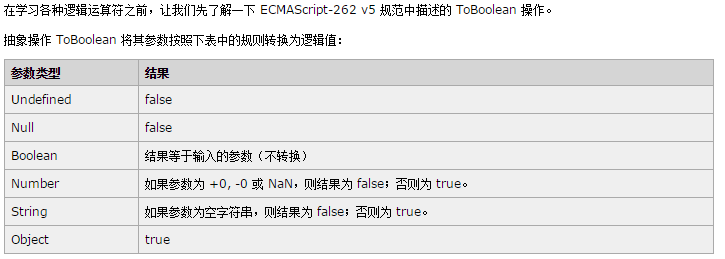 在学习各种逻辑运算符之前，让我们先了解一下 ECMAScript-262 v5 规范中描述的 ToBoolean 操作。
抽象操作 ToBoolean 将其参数按照下表中的规则转换为逻辑值：
参数类型 结果
Undefined false
Null false
Boolean 结果等于输入的参数（不转换）
Number 如果参数为 +0, -0 或 NaN，则结果为 false；否则为 true。
String 如果参数为空字符串，则结果为 false；否则为 true。
Object true